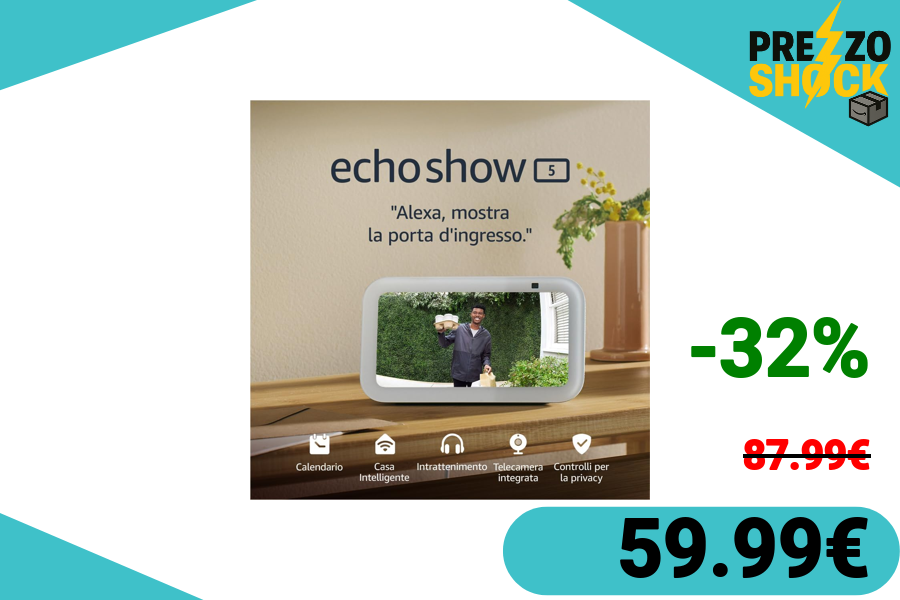 PREZZO
SHOCK
echo show 5
"Alexa, mostra
la porta d'ingresso."
-32%
87.99€
Calendario
Casa
Intelligente
Intrattenimento
Telecamera
integrata
Controlli per
la privacy
59.99€